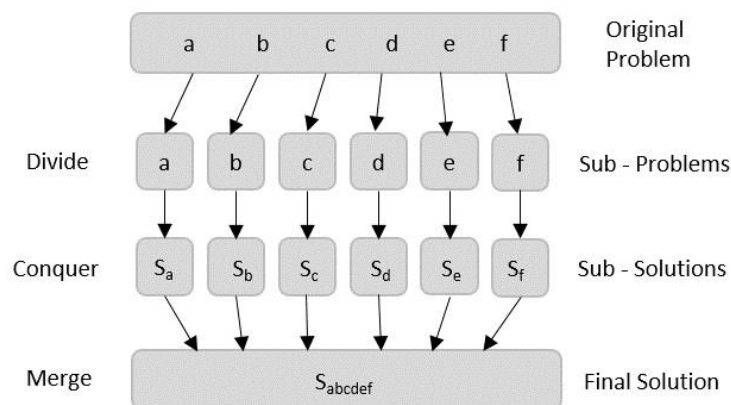 a b c d e f
Original
Problem
Divide a b c d e f Sub - Problems
Conquer Sa Sb Sc Sd Se Sf Sub - Solutions
Merge Sabcdef Final Solution